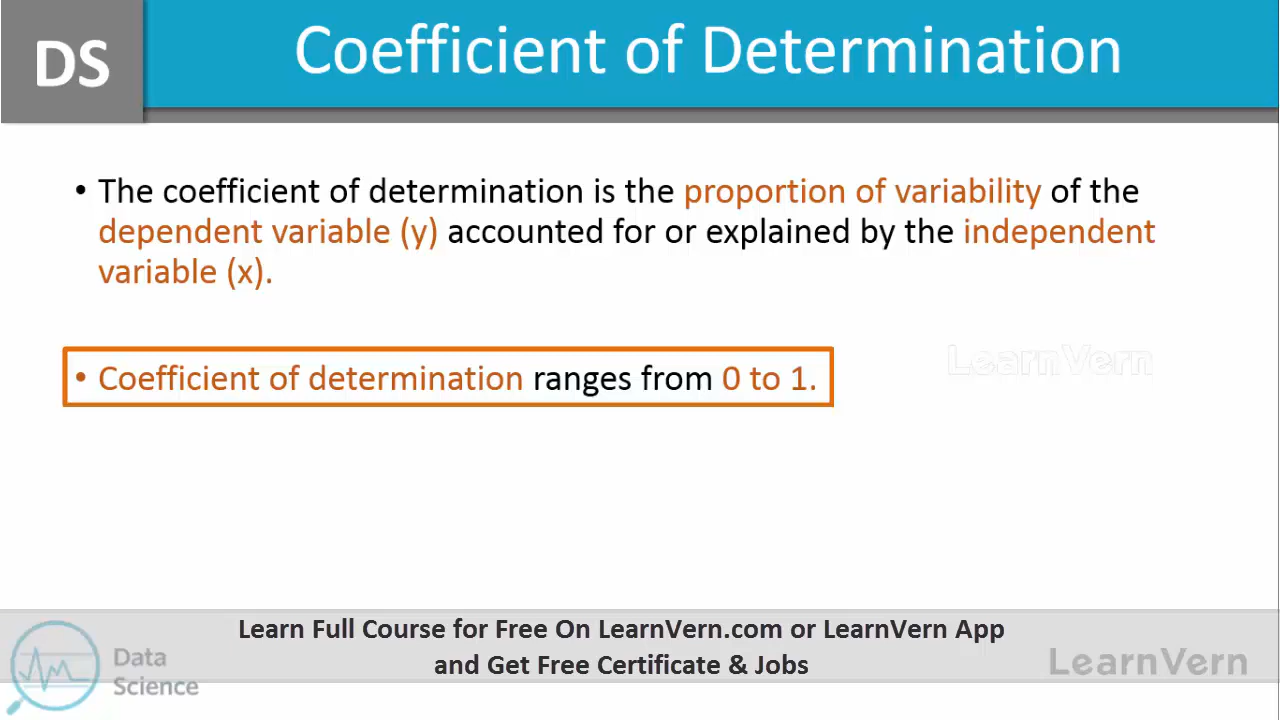 DS
Coefficient of Determination
• The coefficient of determination is the proportion of variability of the
dependent variable (y) accounted for or explained by the independent
variable (x).
LearnVern
• Coefficient of determination ranges from 0 to 1.
Learn Full Course for Free On LearnVern.com or LearnVern App
and Get Free Certificate & Jobs
Data
Science
LearnVern